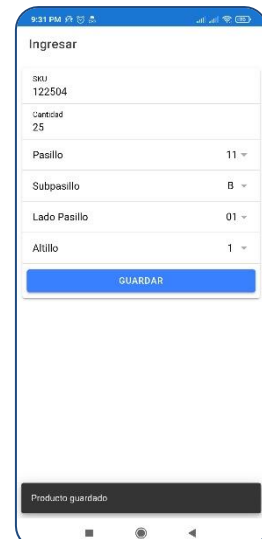 9:31 PM
Ingresar
SKU
122504
Cantidad
25
Pasillo 11
Subpasillo B
Lado Pasillo 01
Altillo 1
GUARDAR
Producto guardado